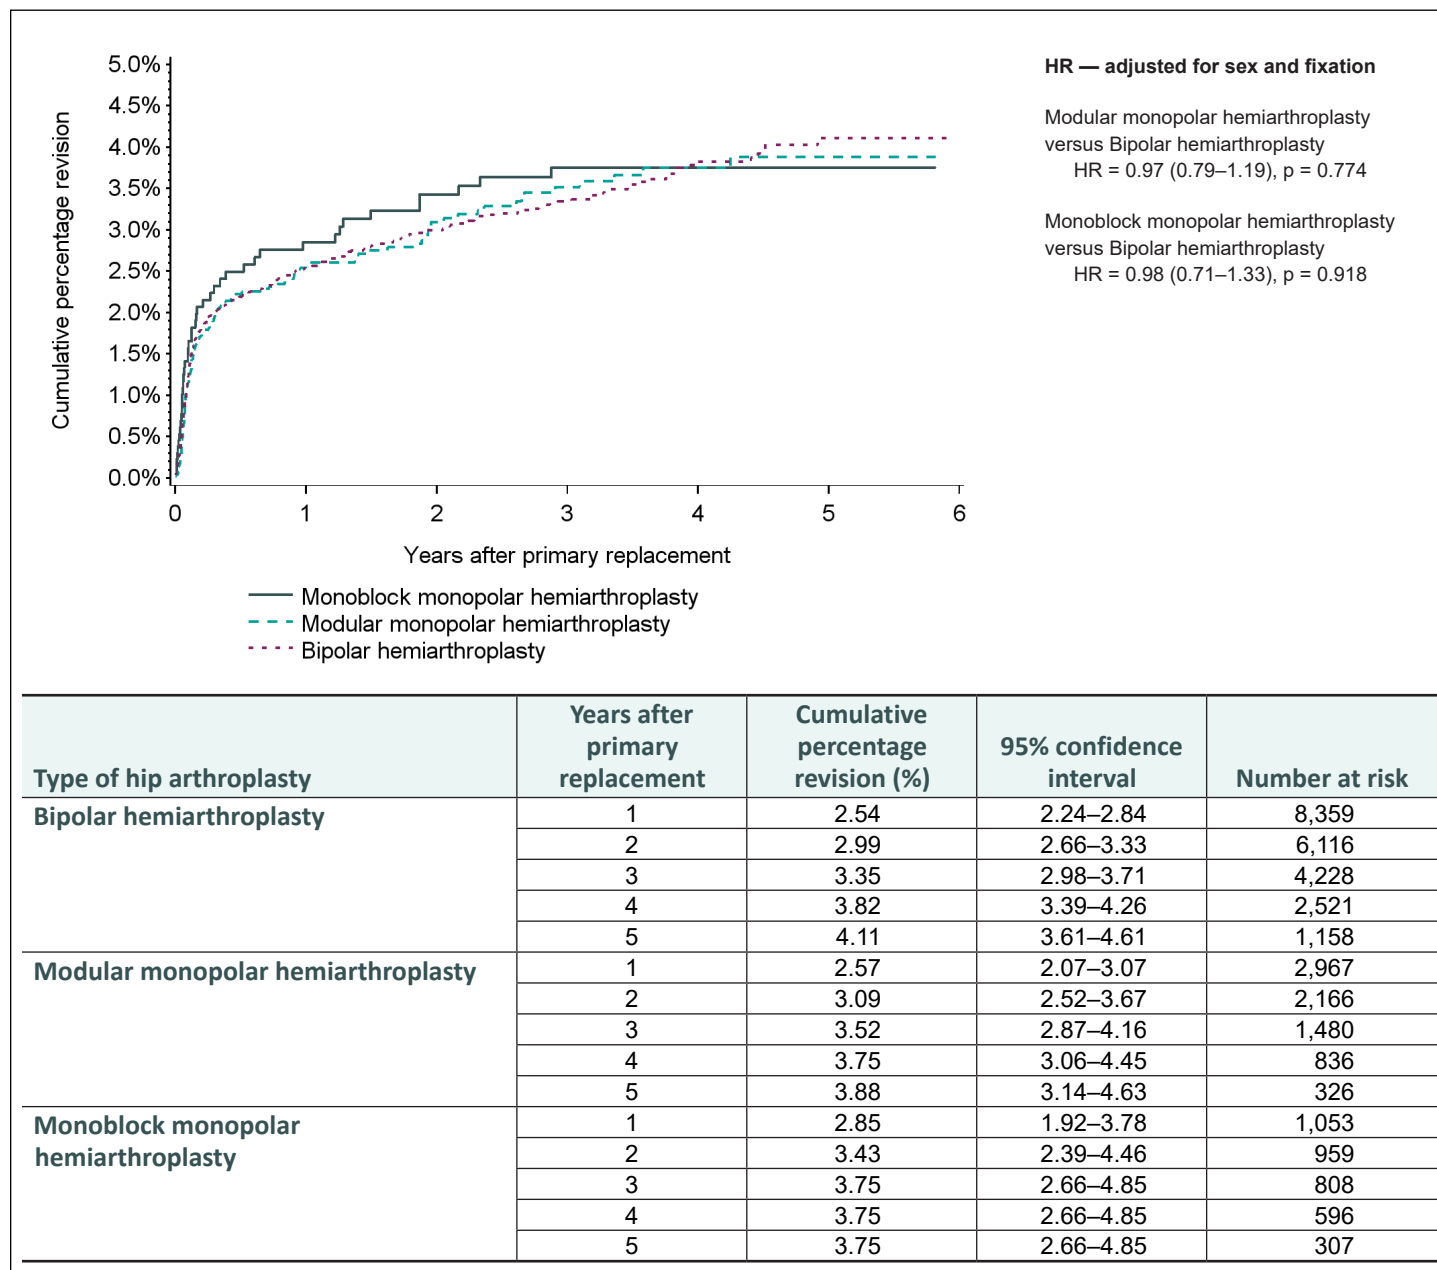 5.0%
4.5%
4.0%
3.5%
3.0%
2.5%
2.0%
1.5%
1.0%
0.5%
0.0%
Cumulative percentage revision
0 1 2 3 4 5 6
Years after primary replacement
Monoblock monopolar hemiarthroplasty
Modular monopolar hemiarthroplasty
Bipolar hemiarthroplasty
HR — adjusted for sex and fixation
Modular monopolar hemiarthroplasty
versus Bipolar hemiarthroplasty
HR = 0.97 (0.79–1.19), p = 0.774
Monoblock monopolar hemiarthroplasty
versus Bipolar hemiarthroplasty
HR = 0.98 (0.71–1.33), p = 0.918
Type of hip arthroplasty
Years after
primary
replacement
Cumulative
percentage
revision (%)
95% confidence
interval
Number at risk
Bipolar hemiarthroplasty 1 2.54 2.24–2.84 8,359
2 2.99 2.66–3.33 6,116
3 3.35 2.98–3.71 4,228
4 3.82 3.39–4.26 2,521
5 4.11 3.61–4.61 1,158
Modular monopolar hemiarthroplasty 1 2.57 2.07–3.07 2,967
2 3.09 2.52–3.67 2,166
3 3.52 2.87–4.16 1,480
4 3.75 3.06–4.45 836
5 3.88 3.14–4.63 326
Monoblock monopolar 1 2.85 1.92–3.78 1,053
hemiarthroplasty 2 3.43 2.39–4.46 959
3 3.75 2.66–4.85 808
4 3.75 2.66–4.85 596
5 3.75 2.66–4.85 307